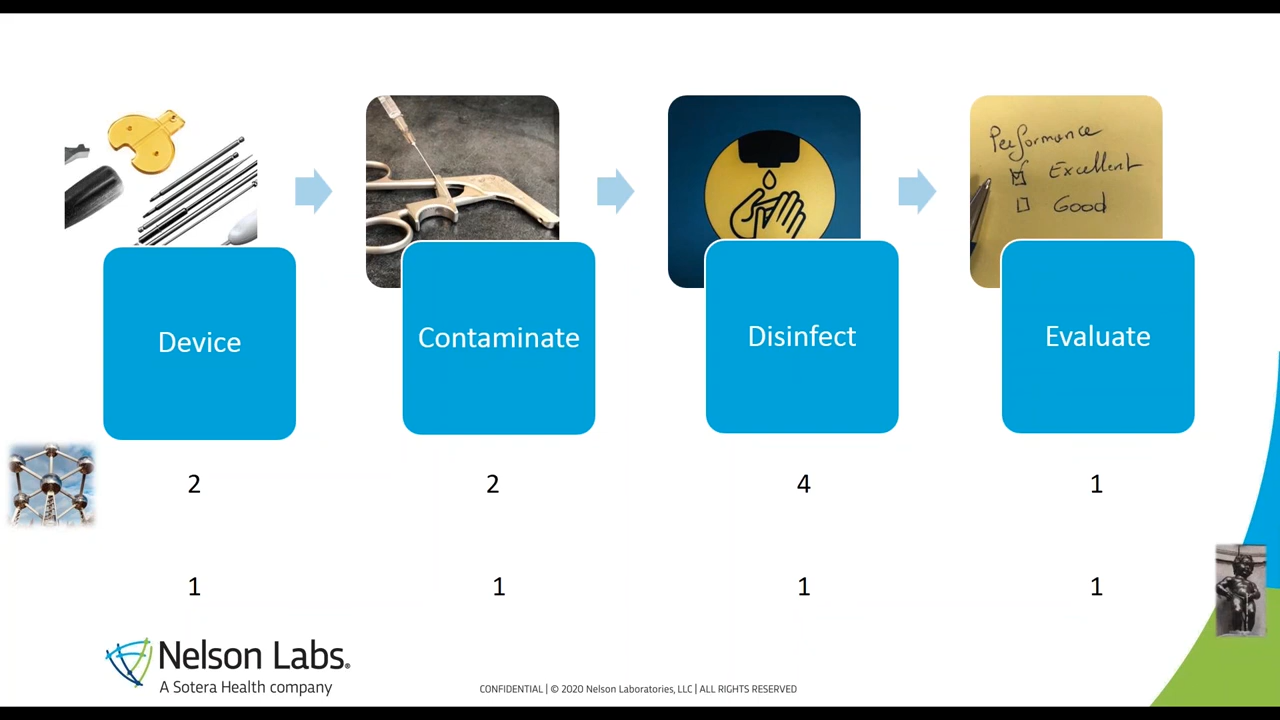 Performance
Excellent
Good
Device
Contaminate
Disinfect
Evaluate
2 2 4 1
1 1 1 1
Nelson Labs®
A Sotera Health company
CONFIDENTIAL | © 2020 Nelson Laboratories, LLC | ALL RIGHTS RESERVED